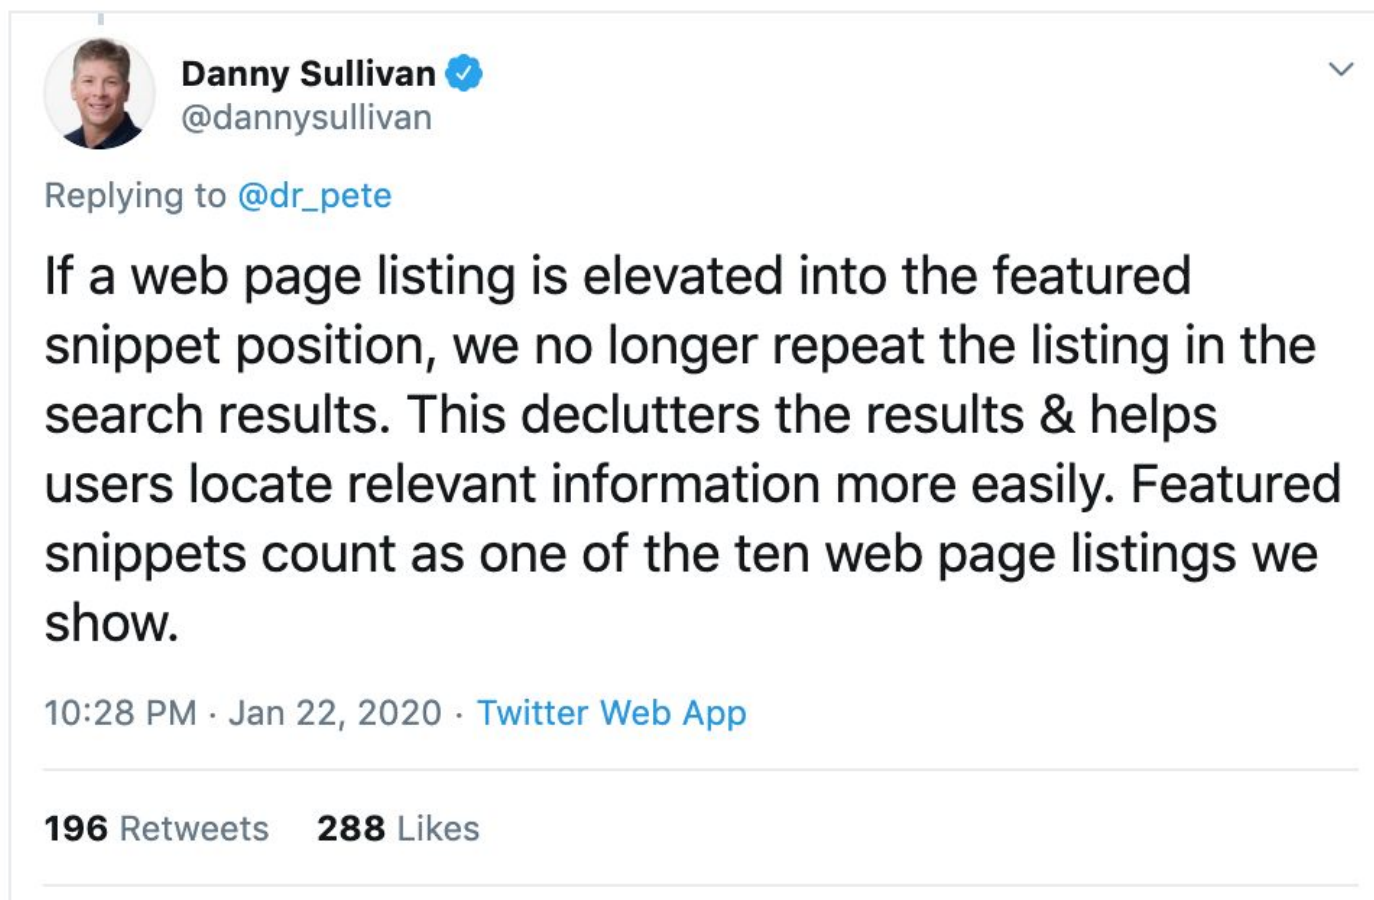 Danny Sullivan
@dannysullivan
Replying to @dr_pete
If a web page listing is elevated into the featured
snippet position, we no longer repeat the listing in the
search results. This declutters the results & helps
users locate relevant information more easily. Featured
snippets count as one of the ten web page listings we
show.
10:28 PM · Jan 22, 2020 · Twitter Web App
196 Retweets 288 Likes